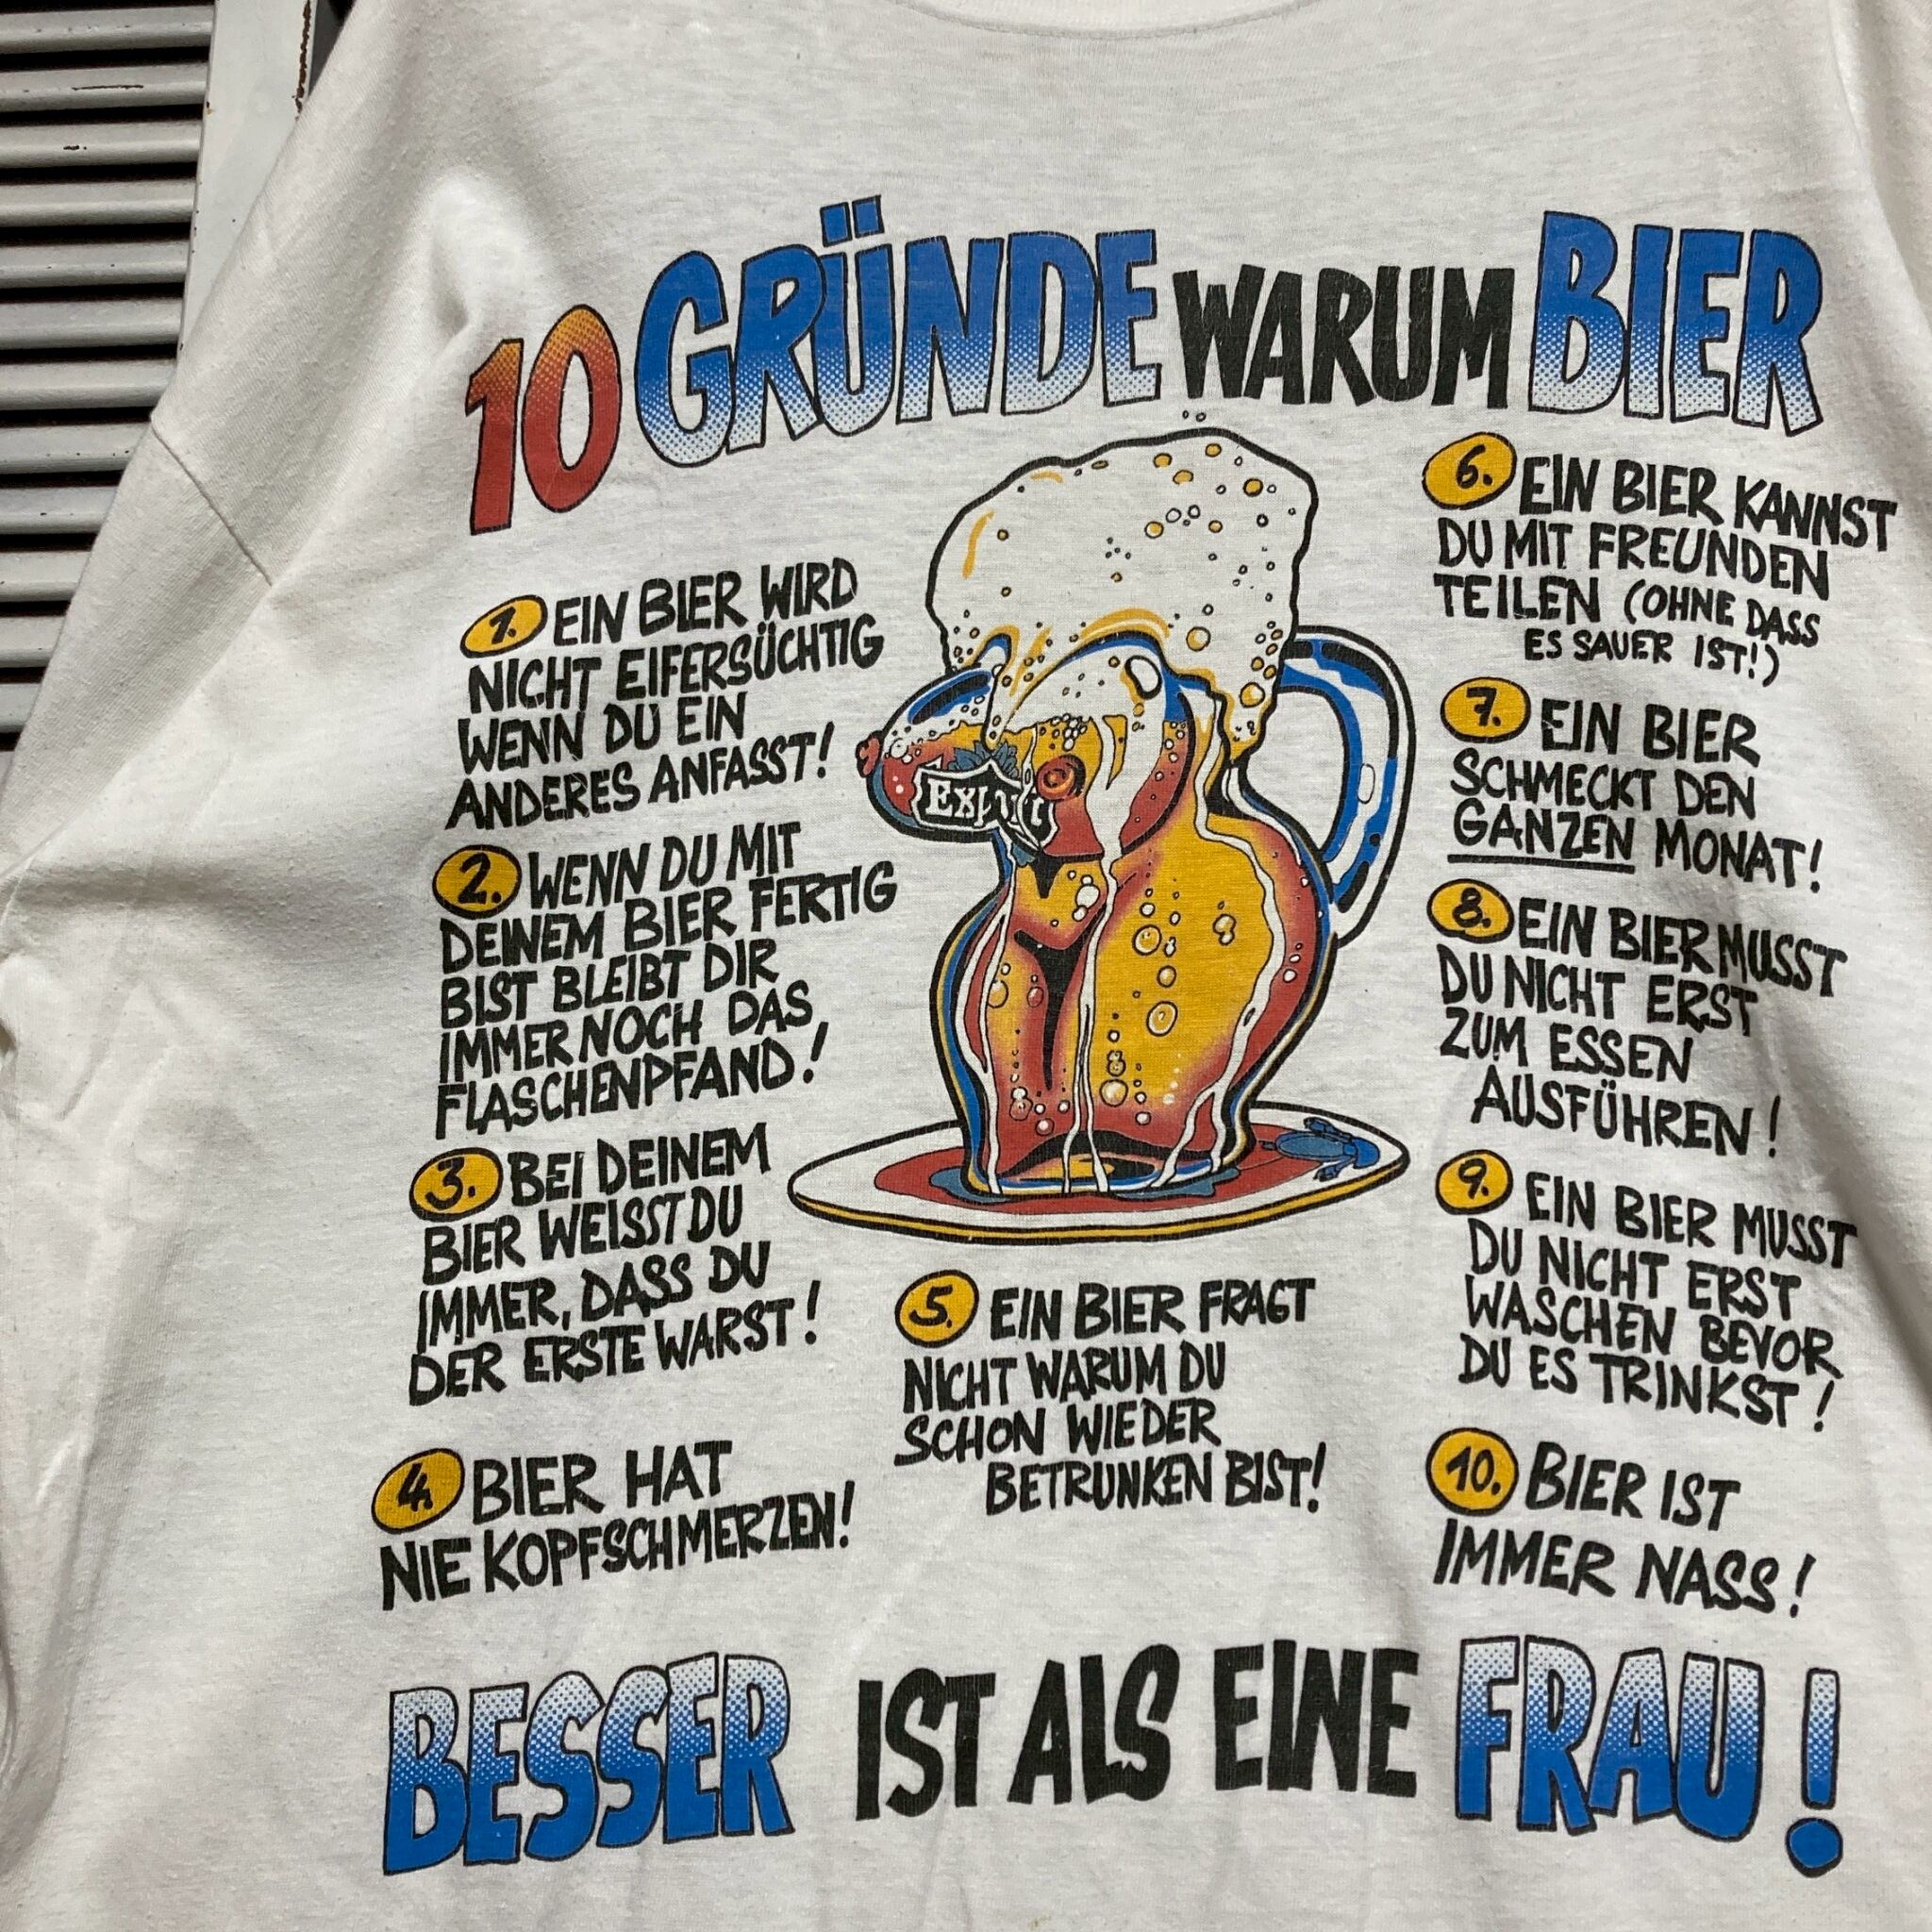 10 GRÜNDE WARUM BIER
1. EIN BIER WIRD
NICHT EIFERSÜCHTIG
WENN DU EIN
ANDERES ANFASST!
2. WENN DU MIT
DEINEM BIER FERTIG
BIST BLEIBT DIR
IMMER NOCH DAS
FLASCHENPFAND!
3. BEI DEINEM
BIER WEISST DU
IMMER, DASS DU
DER ERSTE WARST!
4. BIER HAT
NIE KOPFSCHMERZEN!
Export
5. EIN BIER FRAGT
NICHT WARUM DU
SCHON WIEDER
BETRUNKEN BIST!
6. EIN BIER KANNST
DU MIT FREUNDEN
TEILEN (OHNE DASS
ES SAUER IST!)
7. EIN BIER
SCHMECKT DEN
GANZEN MONAT!
8. EIN BIER MUSST
DU NICHT ERST
ZUM ESSEN
AUSFÜHREN!
9. EIN BIER MUSST
DU NICHT ERST
WASCHEN BEVOR
DU ES TRINKST!
10. BIER IST
IMMER NASS!
BESSER IST ALS EINE FRAU!